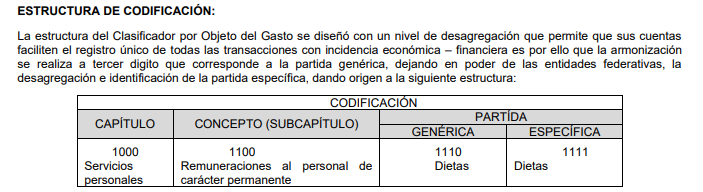 ESTRUCTURA DE CODIFICACIÓN:
La estructura del Clasificador por Objeto del Gasto se diseñó con un nivel de desagregación que permite que sus cuentas
faciliten el registro único de todas las transacciones con incidencia económica – financiera es por ello que la armonización
se realiza a tercer digito que corresponde a la partida genérica, dejando en poder de las entidades federativas, la
desagregación e identificación de la partida específica, dando origen a la siguiente estructura:
CODIFICACIÓN
CAPÍTULO CONCEPTO (SUBCAPÍTULO) PARTÍDA
GENÉRICA ESPECÍFICA
1000 1100 1110 1111
Servicios Remuneraciones al personal de Dietas Dietas
personales carácter permanente